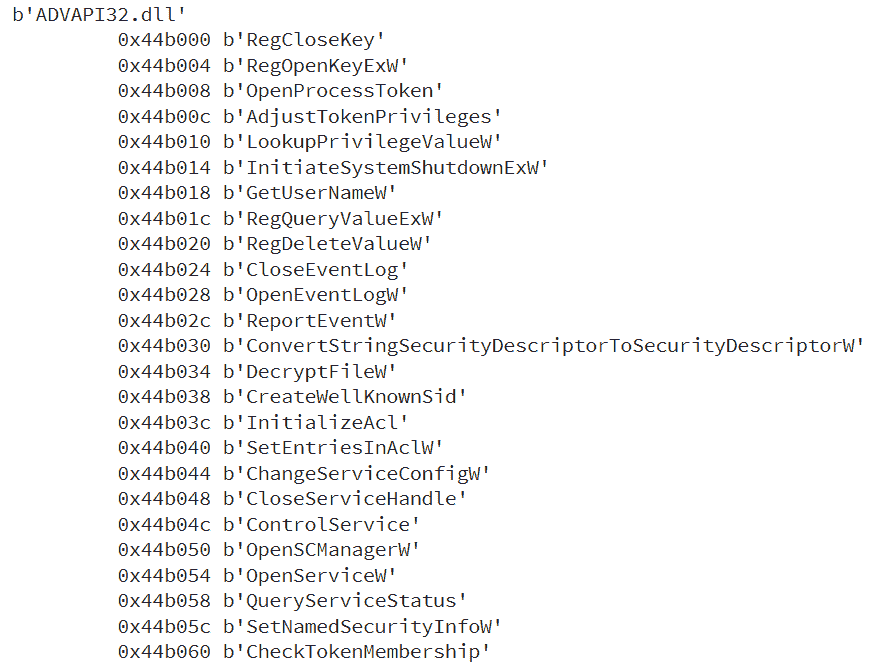 b'ADVAPI32.dll'
0x44b000 b'RegCloseKey'
0x44b004 b'RegOpenKeyExW'
0x44b008 b'OpenProcessToken'
0x44b00c b'AdjustTokenPrivileges'
0x44b010 b'LookupPrivilegeValueW'
0x44b014 b'InitiateSystemShutdownExW'
0x44b018 b'GetUserNameW'
0x44b01c b'RegQueryValueExW'
0x44b020 b'RegDeleteValueW'
0x44b024 b'CloseEventLog'
0x44b028 b'OpenEventLogW'
0x44b02c b'ReportEventW'
0x44b030 b'ConvertStringSecurityDescriptorToSecurityDescriptorW'
0x44b034 b'DecryptFileW'
0x44b038 b'CreateWellKnownSid'
0x44b03c b'InitializeAcl'
0x44b040 b'SetEntriesInAclW'
0x44b044 b'ChangeServiceConfigW'
0x44b048 b'CloseServiceHandle'
0x44b04c b'ControlService'
0x44b050 b'OpenSCManagerW'
0x44b054 b'OpenServiceW'
0x44b058 b'QueryServiceStatus'
0x44b05c b'SetNamedSecurityInfoW'
0x44b060 b'CheckTokenMembership'